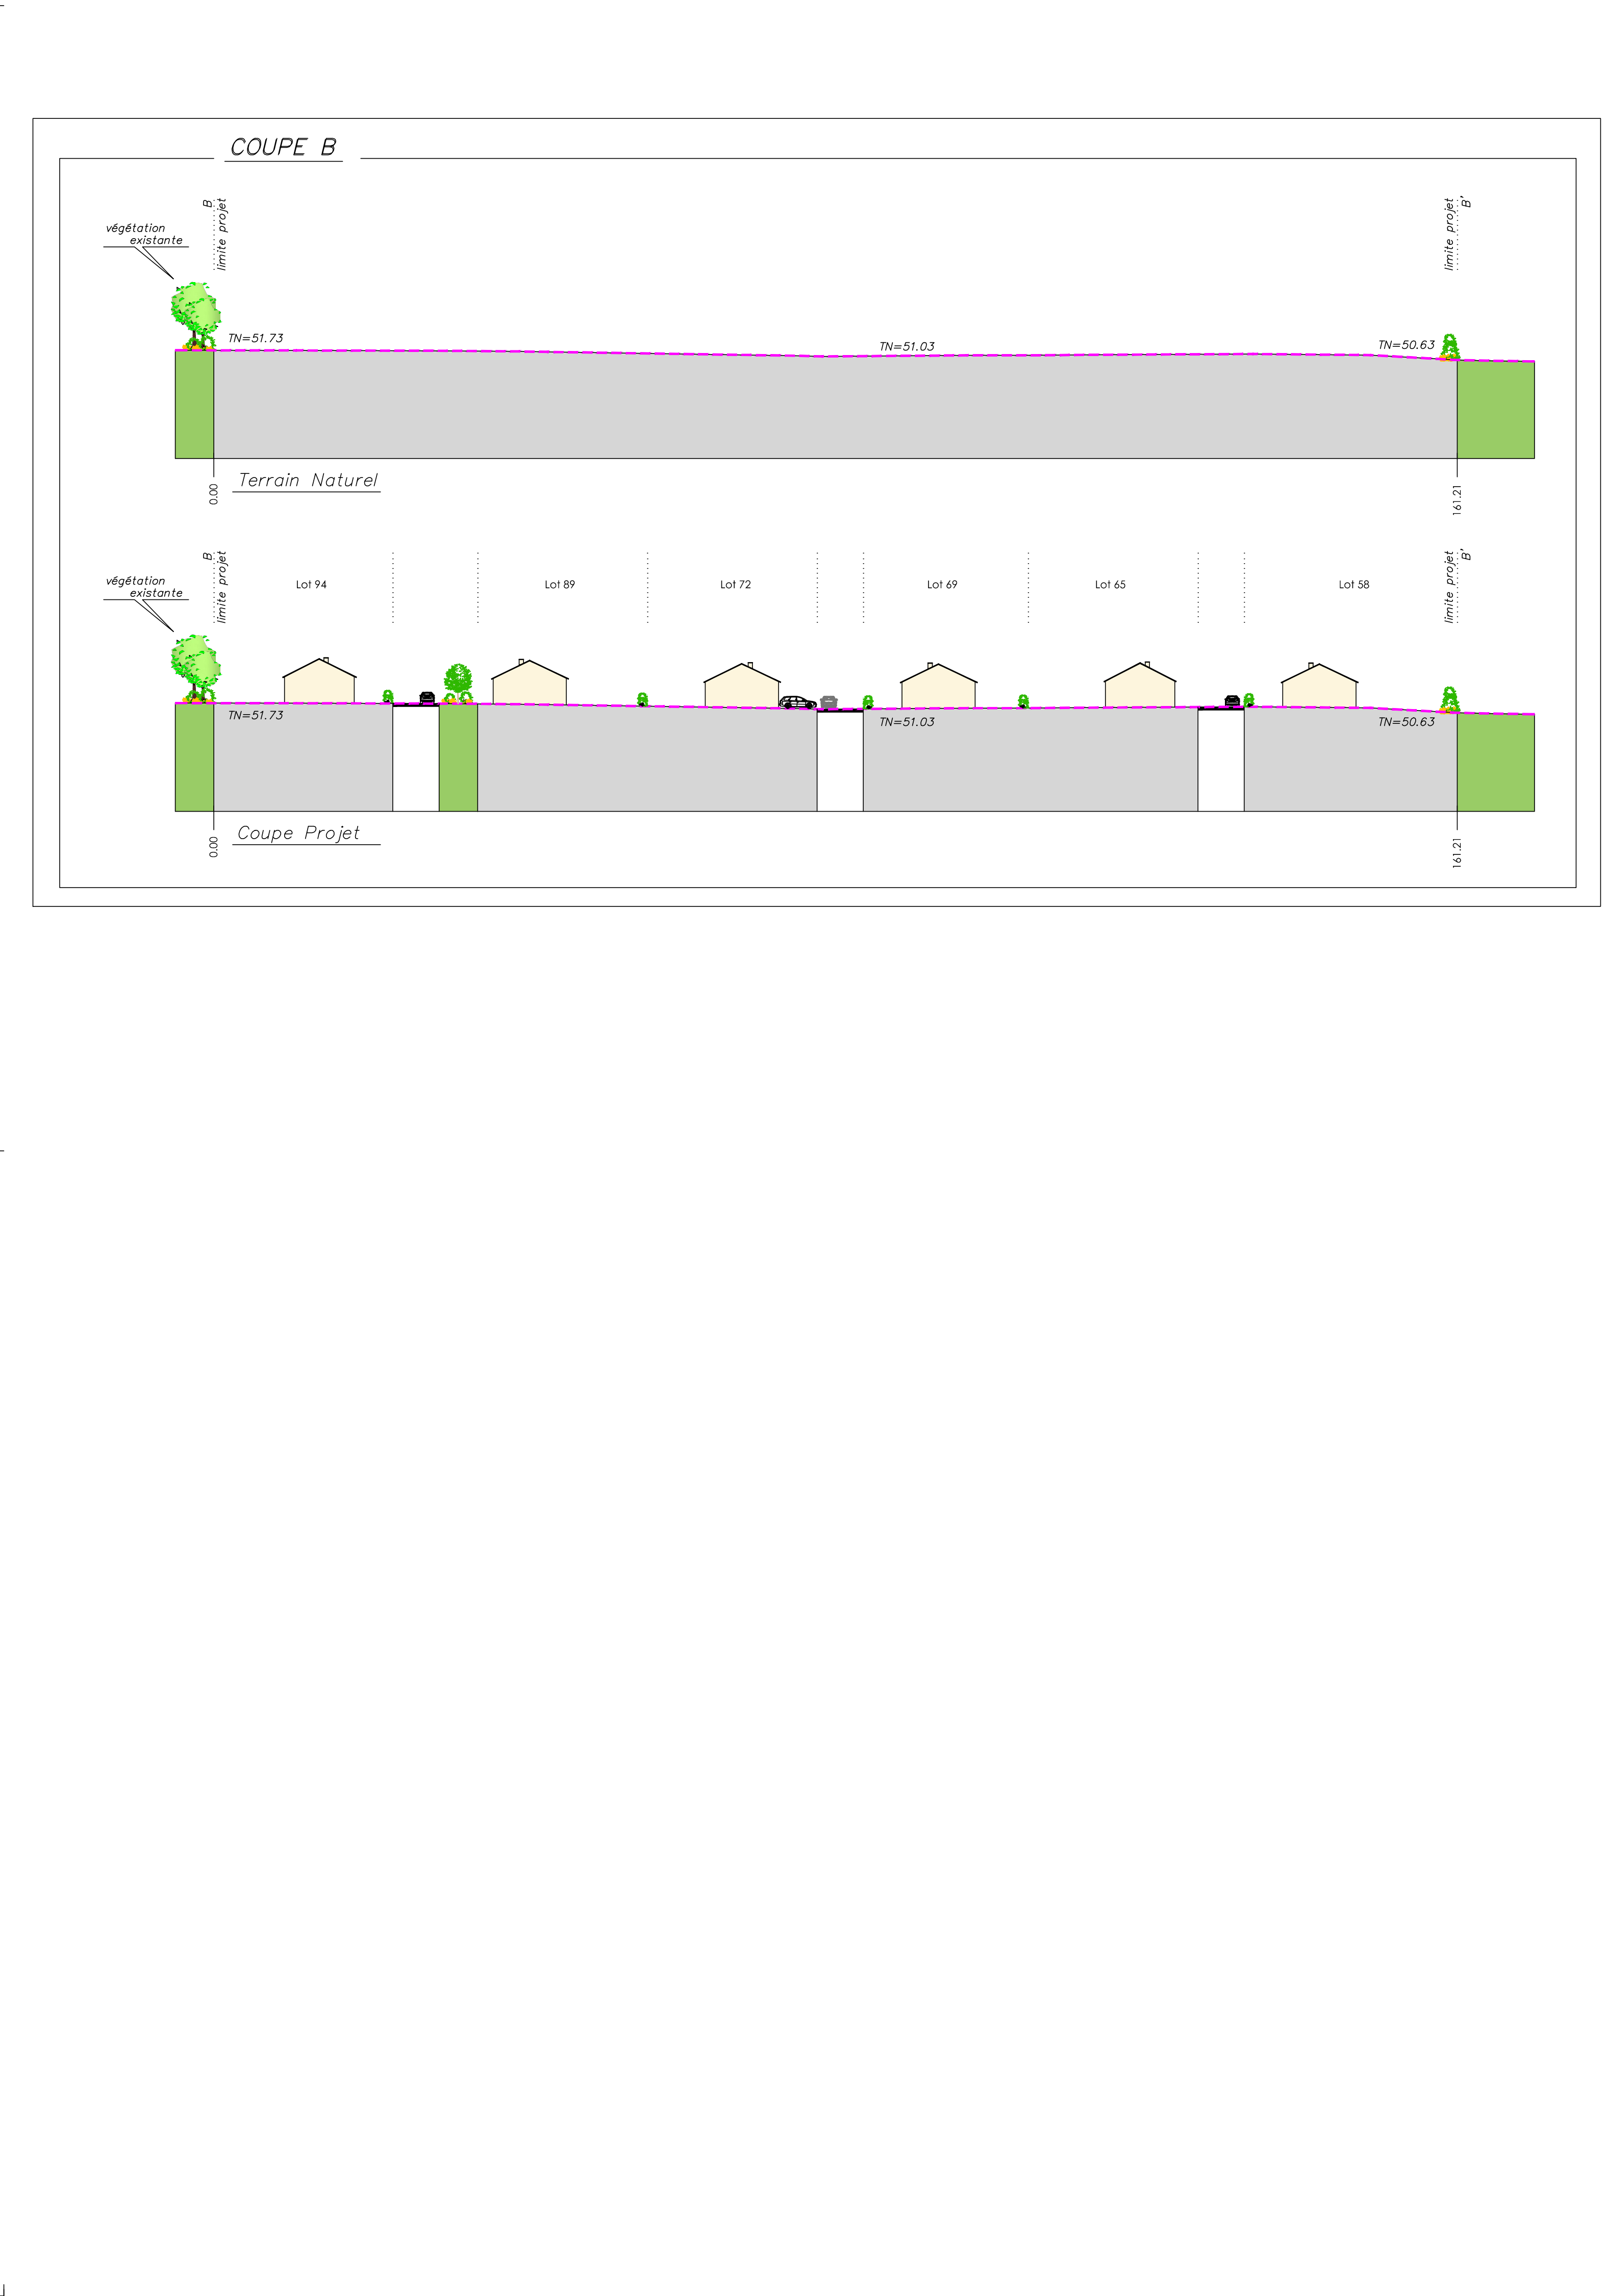 COUPE B
B
limite projet
limite projet
B'
végétation
existante
TN=51.73
TN=51.03
TN=50.63
0.00
Terrain Naturel
161.21
B
limite projet
limite projet
B'
végétation
existante
Lot 94
Lot 89
Lot 72
Lot 69
Lot 65
Lot 58
TN=51.73
TN=51.03
TN=50.63
0.00
Coupe Projet
161.21